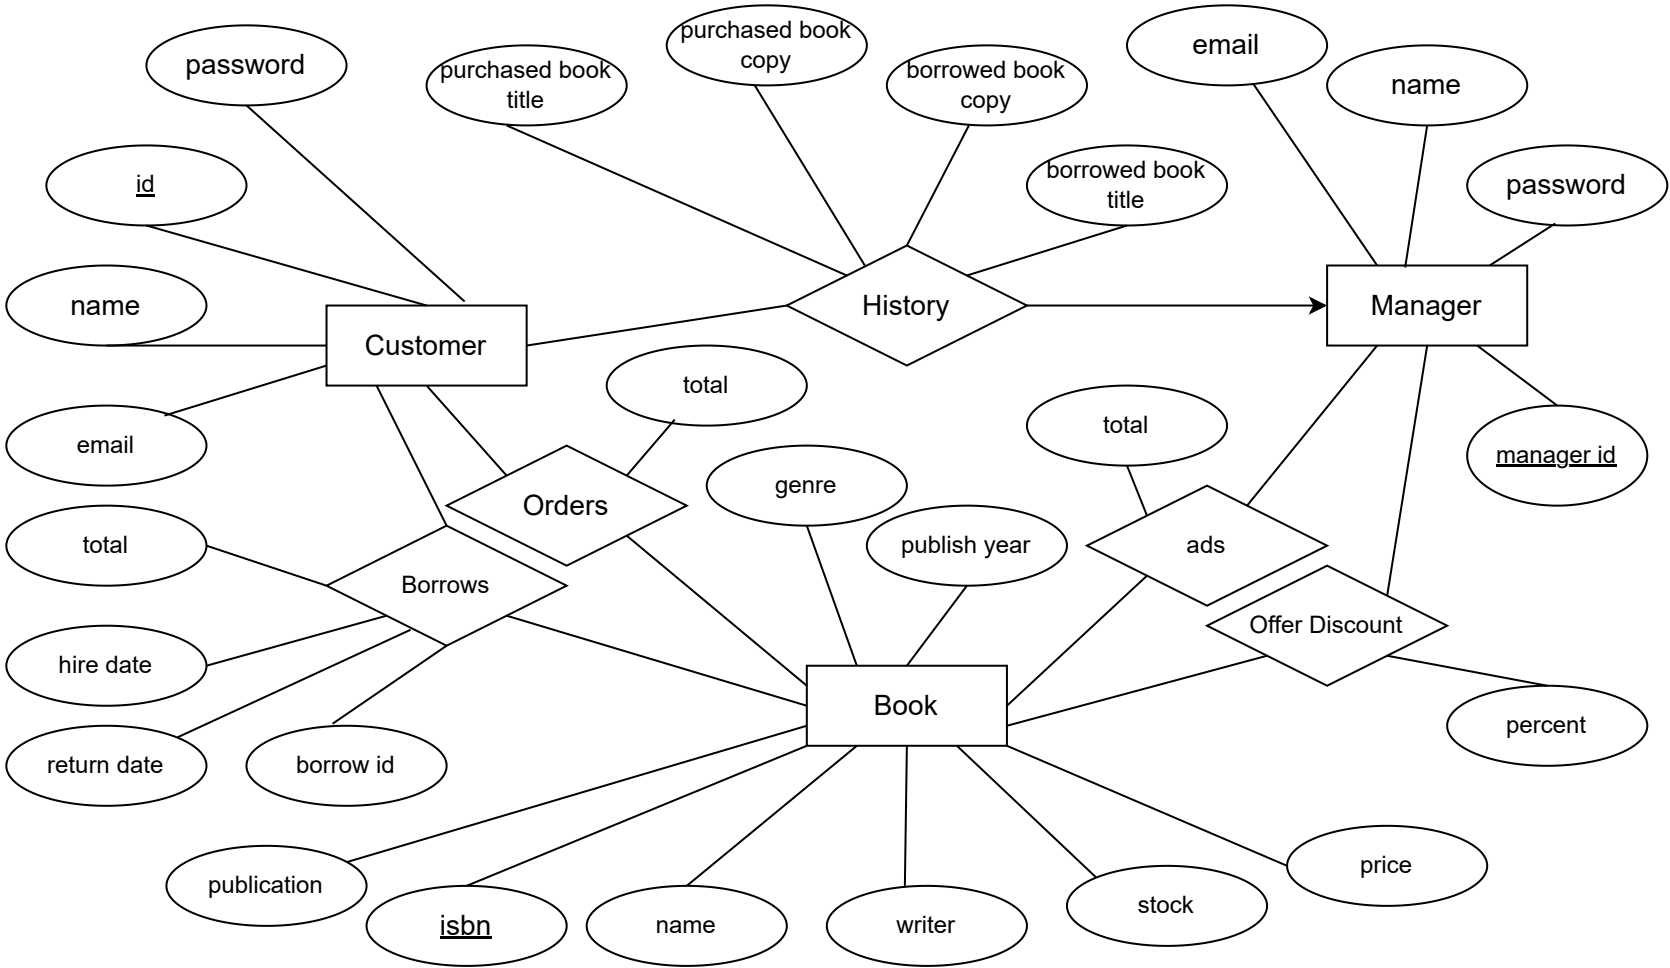 purchased book
copy
email
password
purchased book
title
borrowed book
copy
name
id
borrowed book
title
password
name
Customer
History
Manager
total
total
email
genre
manager id
Orders
total
publish year
ads
Borrows
Offer Discount
hire date
Book
percent
return date
borrow id
price
publication
stock
isbn
name
writer